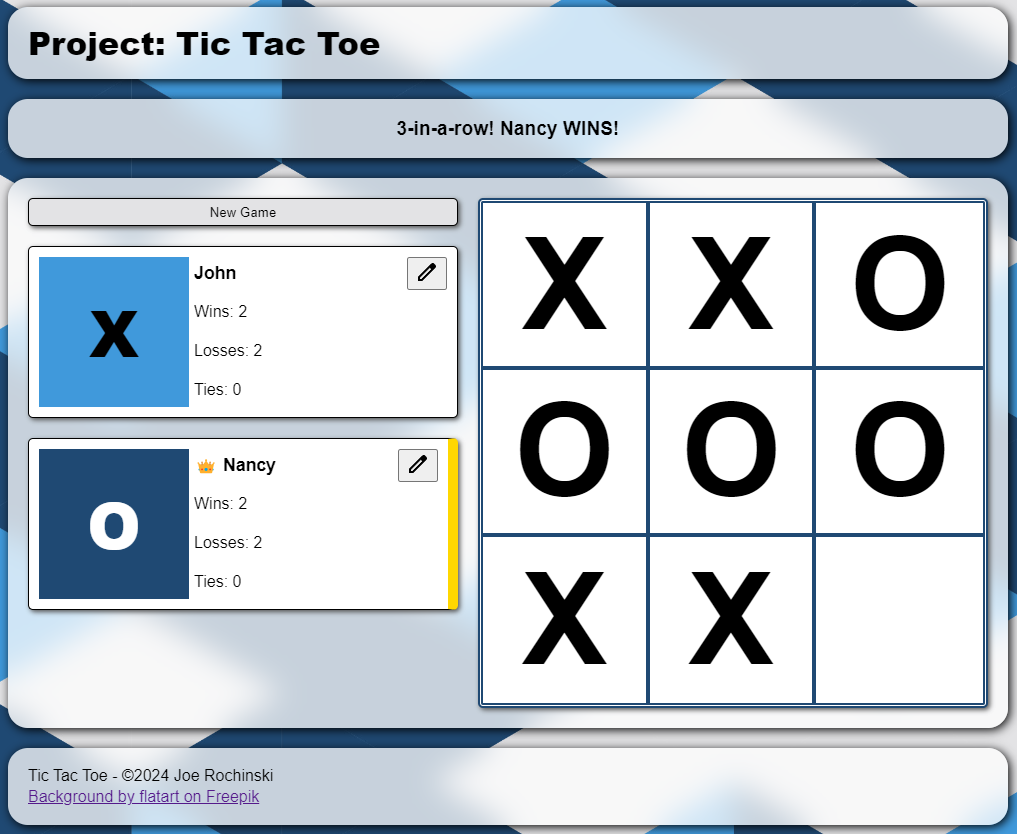 Project: Tic Tac Toe
3-in-a-row! Nancy WINS!
New Game
X
John
Wins: 2
Losses: 2
Ties: 0
O
Nancy
Wins: 2
Losses: 2
Ties: 0
X X O
O O O
X X
Tic Tac Toe - ©2024 Joe Rochinski
Background by flatart on Freepik